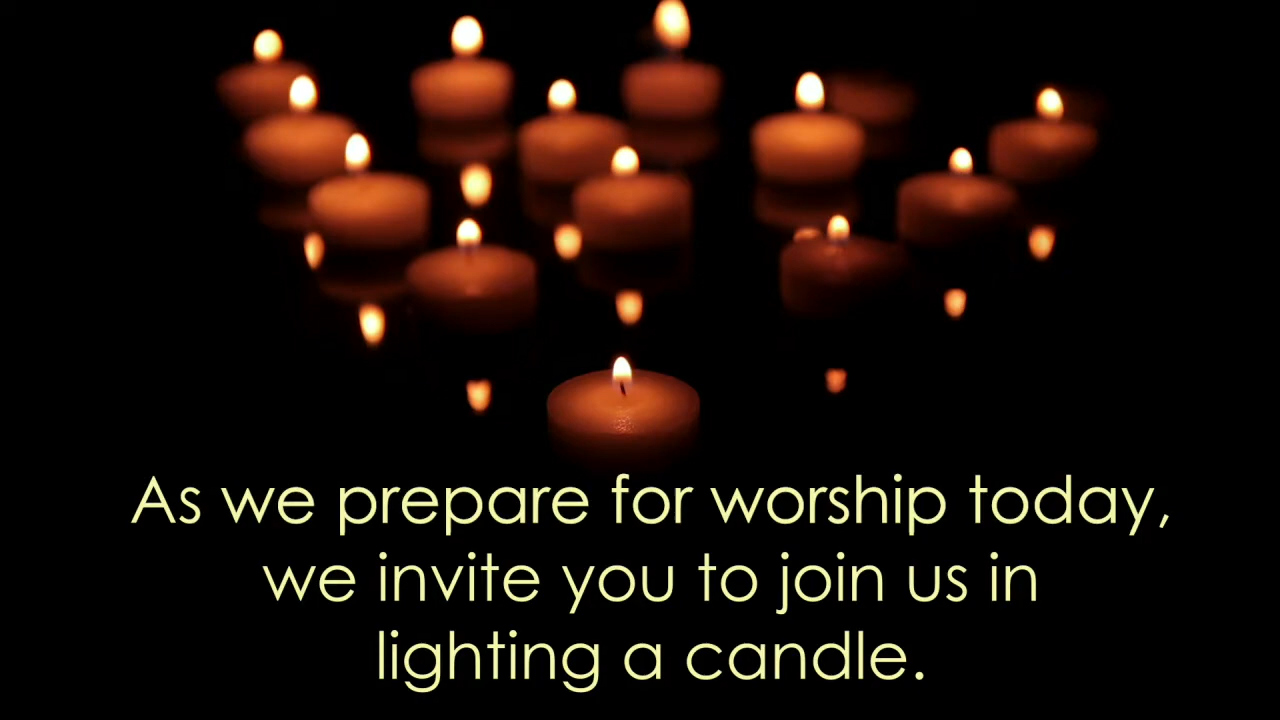 As we prepare for worship today,
we invite you to join us in
lighting a candle.